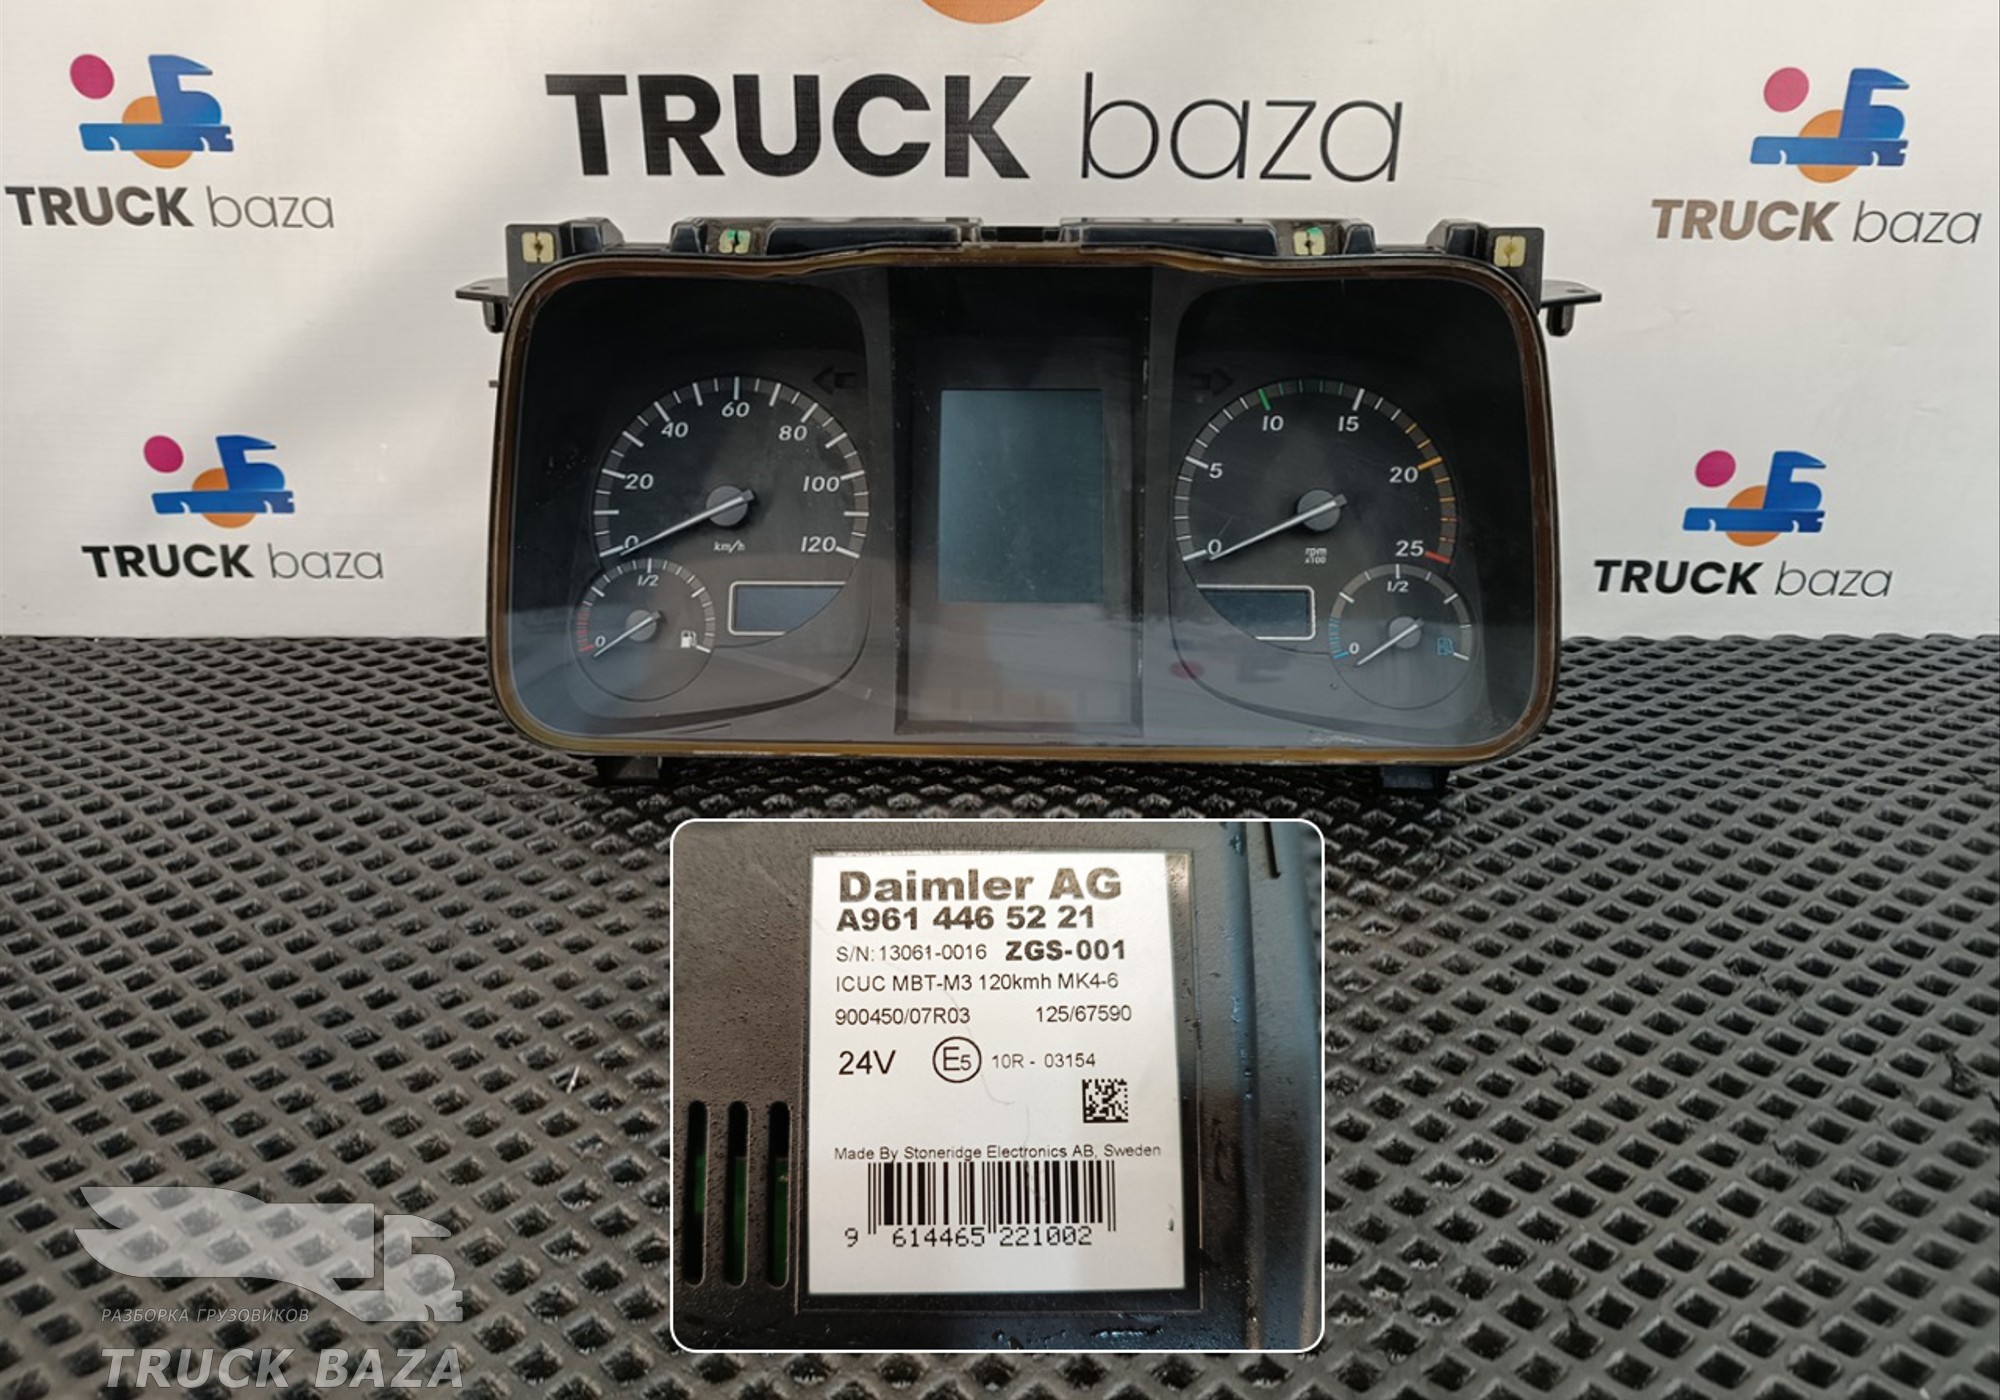 TRUCK baza
TRUCK baza
TRUCK baza
TRUCK baza
TRUCK baza
0
20
40
60
80
100
120
km/h
0
1/2
0
5
10
15
20
25
rpm
x100
0
1/2
Daimler AG
A961 446 52 21
S/N: 13061-0016 ZGS-001
ICUC MBT-M3 120kmh MK4-6
900450/07R03 125/67590
24V E5 10R - 03154
Made By Stoneridge Electronics AB, Sweden
9 614465 221002
РАЗБОРКА ГРУЗОВИКОВ
TRUCK BAZA